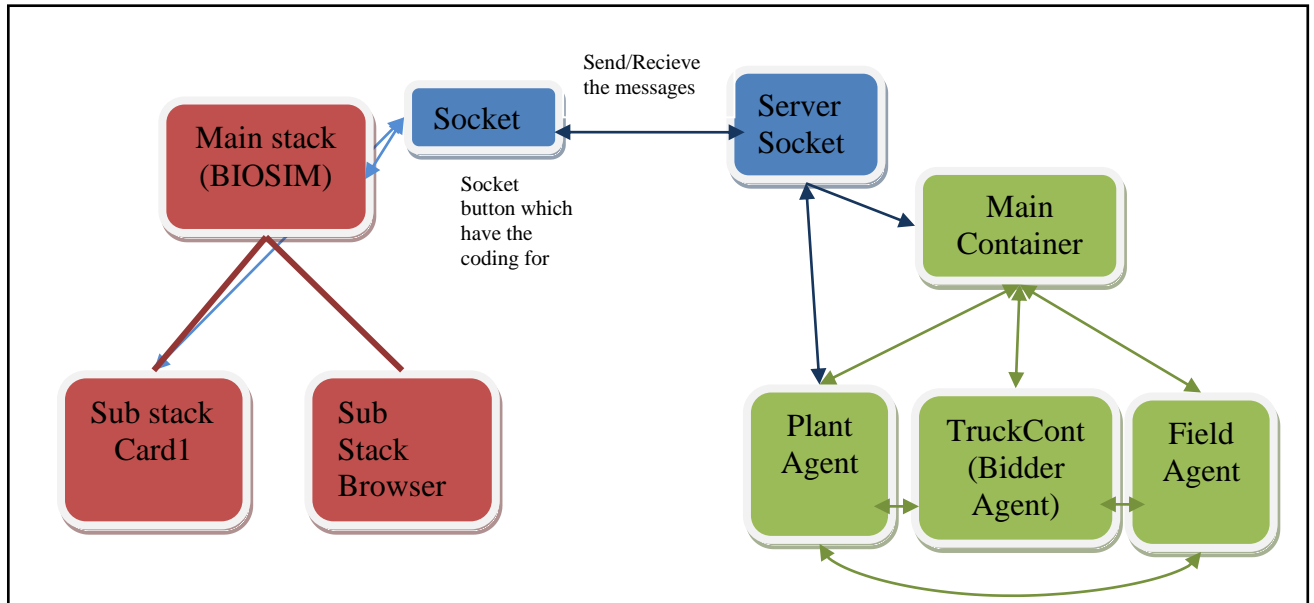 Send/Recieve
the messages
Socket
Server
Socket
Main stack
(BIOSIM)
Socket
button which
have the
coding for
Main
Container
Sub stack
Card1
Sub
Stack
Browser
Plant
Agent
TruckCont
(Bidder
Agent)
Field
Agent